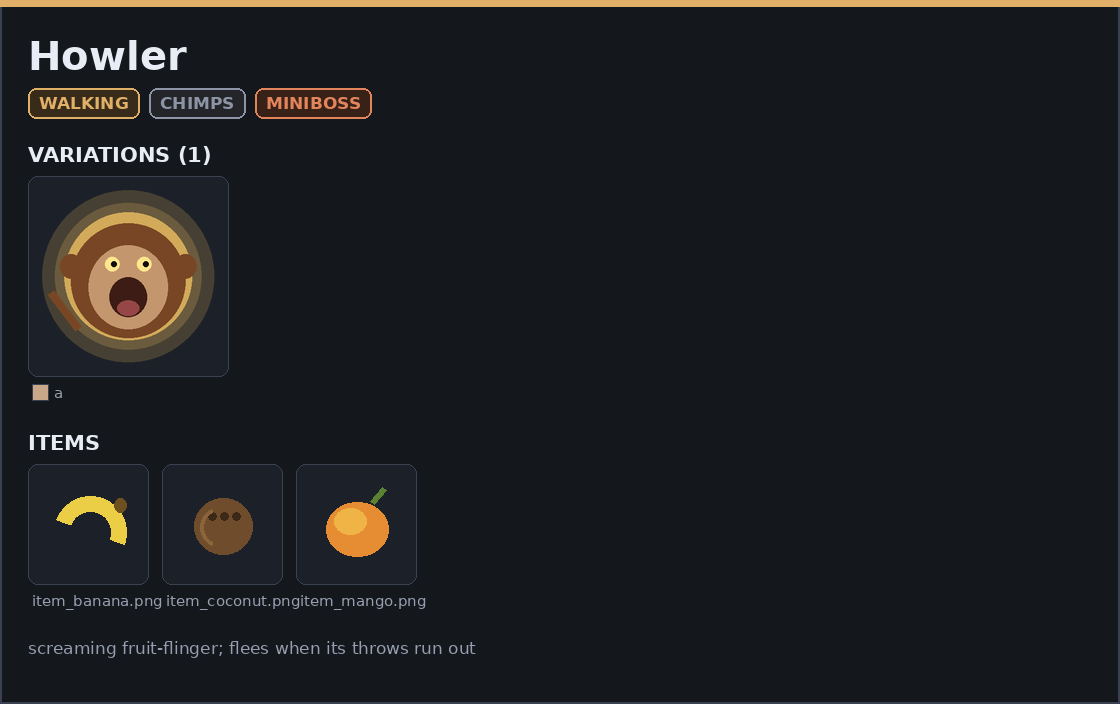 Howler
WALKING CHIMPS MINIBOSS
VARIATIONS (1)
a
ITEMS
item_banana.png item_coconut.png item_mango.png
screaming fruit-flinger; flees when its throws run out